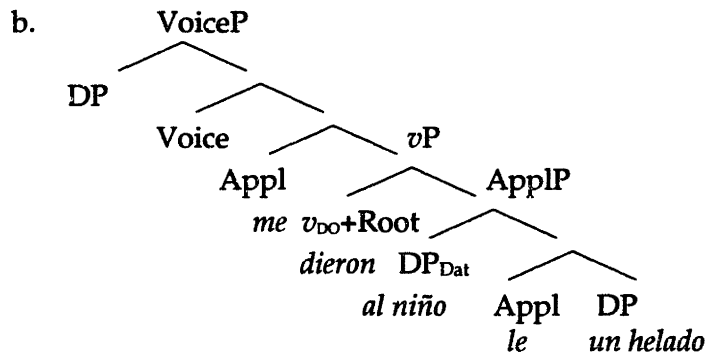 b. VoiceP
DP
Voice vP
Appl ApplP
me vDO+Root
dieron DPDat
al niño Appl DP
le un helado